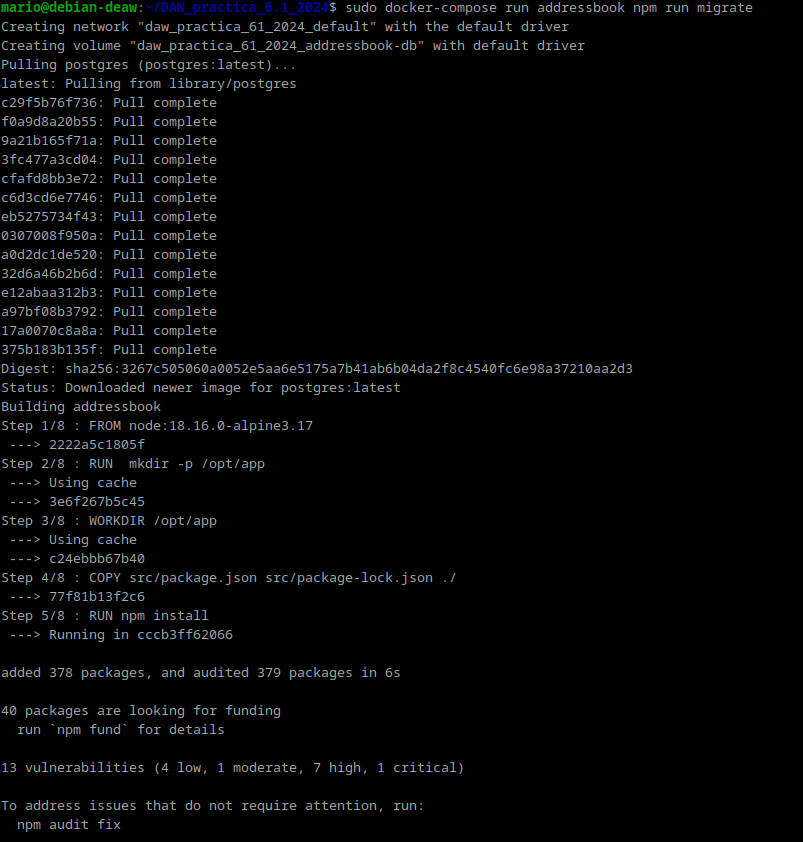 mario@debian-deaw:~/DAW_practica_6.1_2024$ sudo docker-compose run addressbook npm run migrate
Creating network "daw_practica_61_2024_default" with the default driver
Creating volume "daw_practica_61_2024_addressbook-db" with default driver
Pulling postgres (postgres:latest)...
latest: Pulling from library/postgres
c29f5b76f736: Pull complete
f0a9d8a20b55: Pull complete
9a21b165f71a: Pull complete
3fc477a3cd04: Pull complete
cfafd8bb3e72: Pull complete
c6d3cd6e7746: Pull complete
eb5275734f43: Pull complete
0307008f950a: Pull complete
a0d2dc1de520: Pull complete
32d6a46b2b6d: Pull complete
e12abaa312b3: Pull complete
a97bf08b3792: Pull complete
17a0070c8a8a: Pull complete
375b183b135f: Pull complete
Digest: sha256:3267c505060a0052e5aa6e5175a7b41ab6b04da2f8c4540fc6e98a37210aa2d3
Status: Downloaded newer image for postgres:latest
Building addressbook
Step 1/8 : FROM node:18.16.0-alpine3.17
 ---> 2222a5c1805f
Step 2/8 : RUN  mkdir -p /opt/app
 ---> Using cache
 ---> 3e6f267b5c45
Step 3/8 : WORKDIR /opt/app
 ---> Using cache
 ---> c24ebbb67b40
Step 4/8 : COPY src/package.json src/package-lock.json ./
 ---> 77f81b13f2c6
Step 5/8 : RUN npm install
 ---> Running in cccb3ff62066
added 378 packages, and audited 379 packages in 6s
40 packages are looking for funding
  run `npm fund` for details
13 vulnerabilities (4 low, 1 moderate, 7 high, 1 critical)
To address issues that do not require attention, run:
  npm audit fix